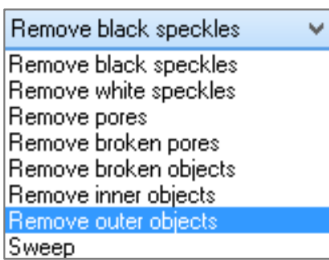 Remove black speckles
Remove black speckles
Remove white speckles
Remove pores
Remove broken pores
Remove broken objects
Remove inner objects
Remove outer objects
Sweep